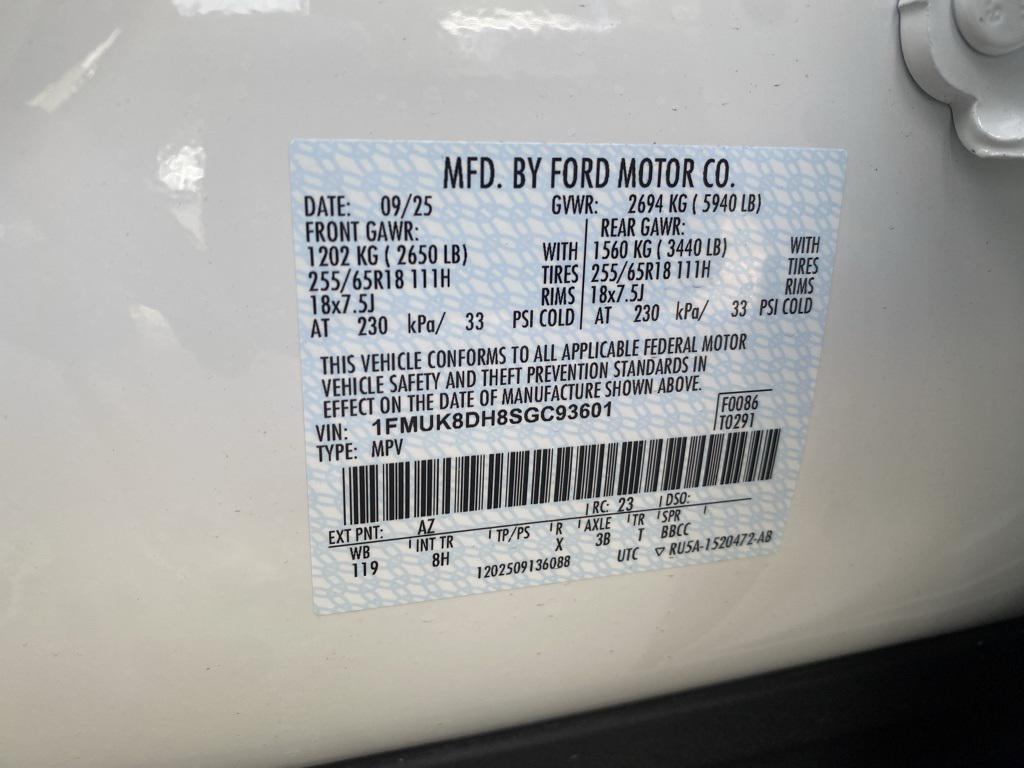 MFD. BY FORD MOTOR CO.
DATE: 09/25 GVWR: 2694 KG ( 5940 LB)
FRONT GAWR: REAR GAWR:
1202 KG ( 2650 LB) WITH 1560 KG ( 3440 LB) WITH
255/65R18 111H TIRES 255/65R18 111H TIRES
18x7.5J RIMS 18x7.5J RIMS
AT 230 kPa/ 33 PSI COLD AT 230 kPa/ 33 PSI COLD
THIS VEHICLE CONFORMS TO ALL APPLICABLE FEDERAL MOTOR
VEHICLE SAFETY AND THEFT PREVENTION STANDARDS IN
EFFECT ON THE DATE OF MANUFACTURE SHOWN ABOVE.
VIN: 1FMUK8DH8SGC93601 F0086
TYPE: MPV T0291
EXT PNT: AZ RC: 23 DSO:
WB INT TR TP/PS R AXLE TR SPR
119 8H X 3B T BBCC
1202509136088 UTC ▽ RU5A-1520472-AB